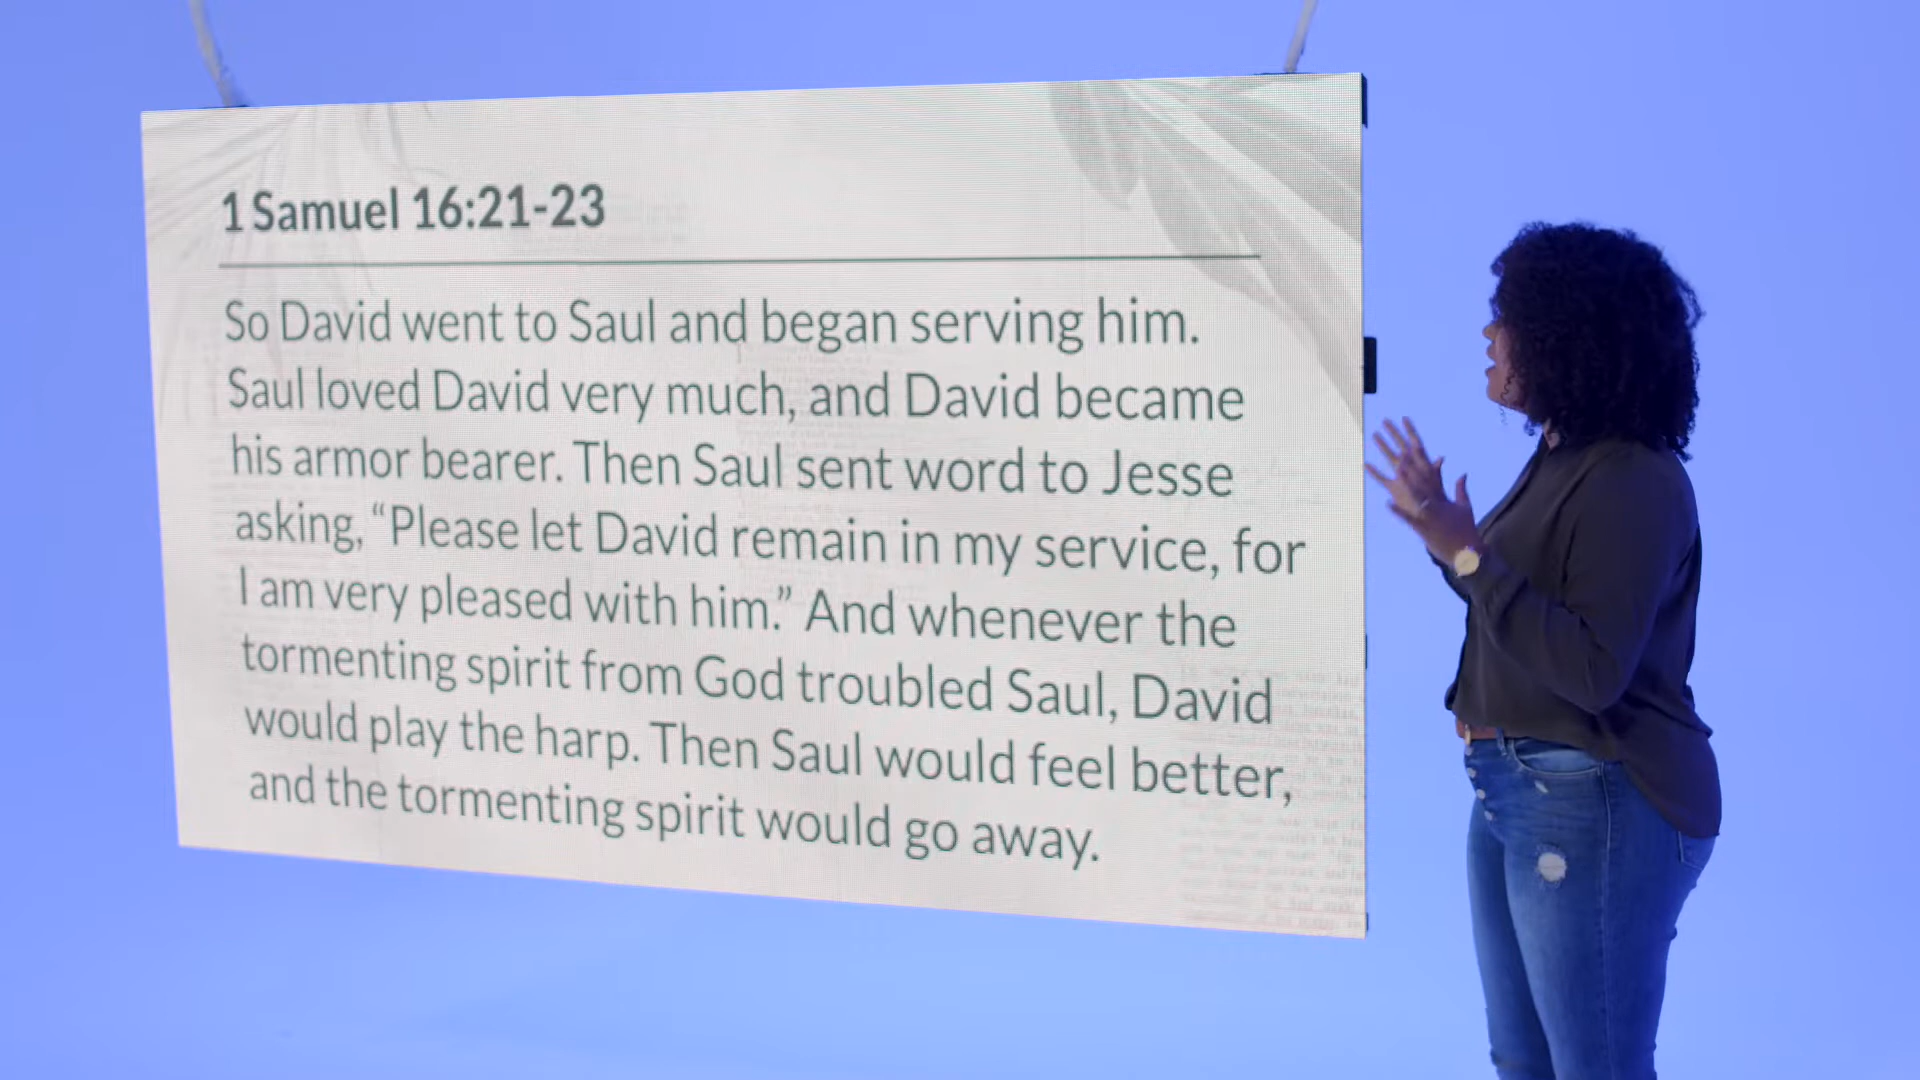 1 Samuel 16:21-23
So David went to Saul and began serving him.
Saul loved David very much, and David became
his armor bearer. Then Saul sent word to Jesse
asking, “Please let David remain in my service, for
I am very pleased with him.” And whenever the
tormenting spirit from God troubled Saul, David
would play the harp. Then Saul would feel better,
and the tormenting spirit would go away.